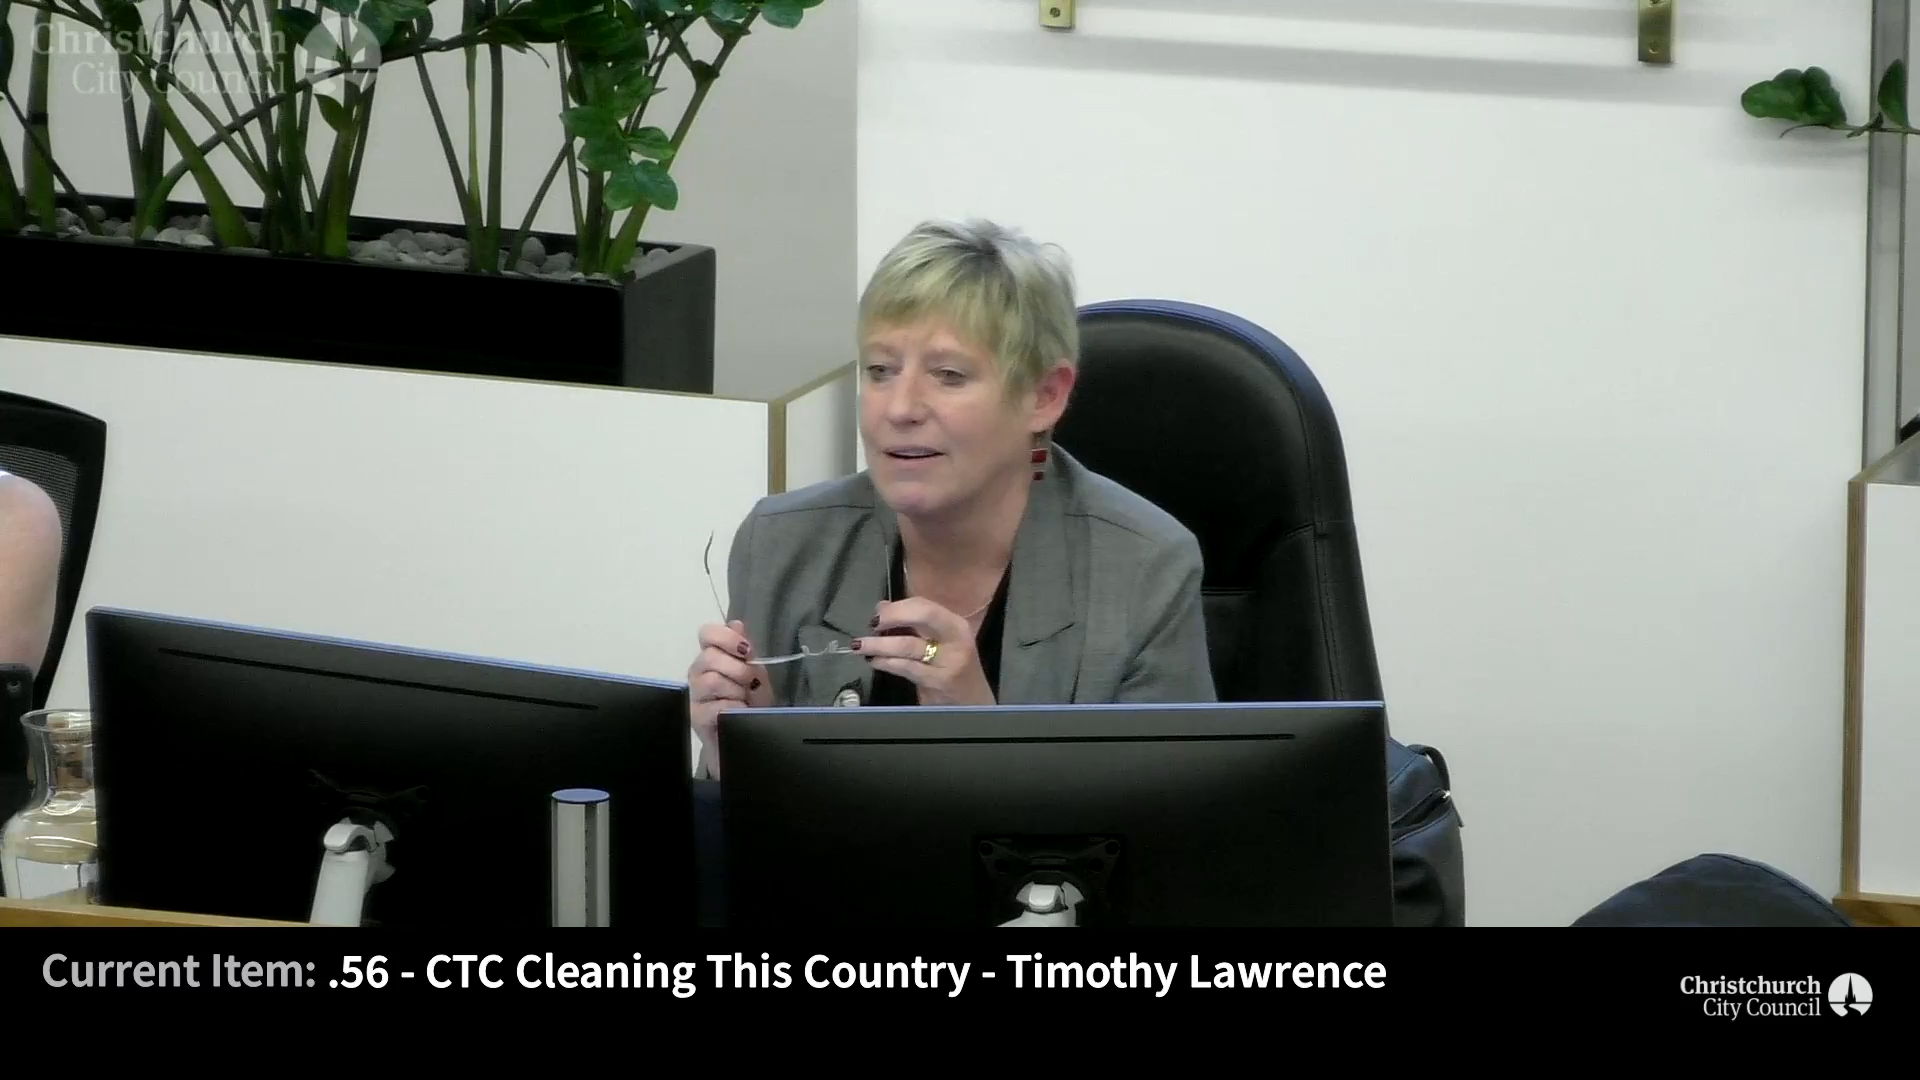 Christchurch
City Council
Current Item: .56 - CTC Cleaning This Country - Timothy Lawrence
Christchurch
City Council